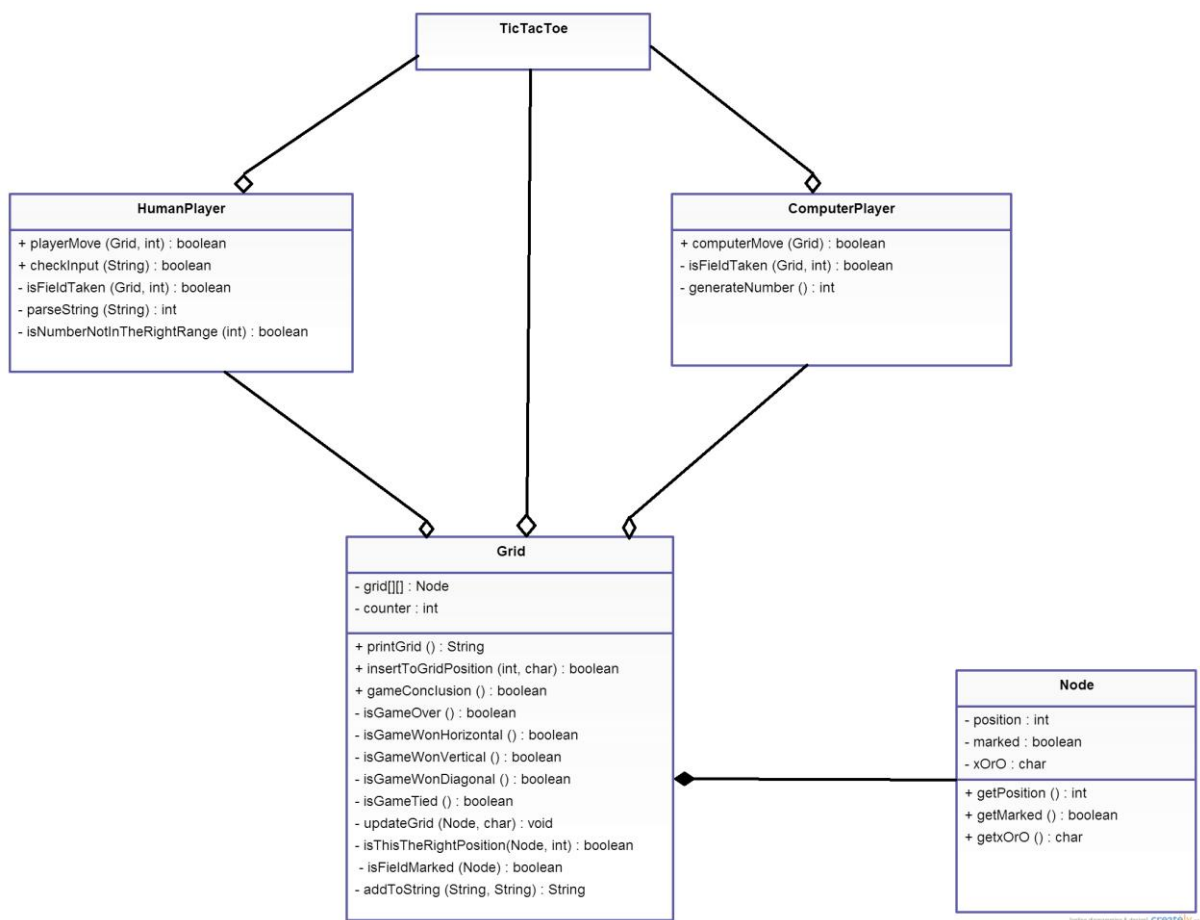 TicTacToe
HumanPlayer
+ playerMove (Grid, int) : boolean
+ checkInput (String) : boolean
- isFieldTaken (Grid, int) : boolean
- parseString (String) : int
- isNumberNotInTheRightRange (int) : boolean
ComputerPlayer
+ computerMove (Grid) : boolean
- isFieldTaken (Grid, int) : boolean
- generateNumber () : int
Grid
- grid[][] : Node
- counter : int
+ printGrid () : String
+ insertToGridPosition (int, char) : boolean
+ gameConclusion () : boolean
- isGameOver () : boolean
- isGameWonHorizontal () : boolean
- isGameWonVertical () : boolean
- isGameWonDiagonal () : boolean
- isGameTied () : boolean
- updateGrid (Node, char) : void
- isThisTheRightPosition(Node, int) : boolean
- isFieldMarked (Node) : boolean
- addToString (String, String) : String
Node
- position : int
- marked : boolean
- xOrO : char
+ getPosition () : int
+ getMarked () : boolean
+ getxOrO () : char